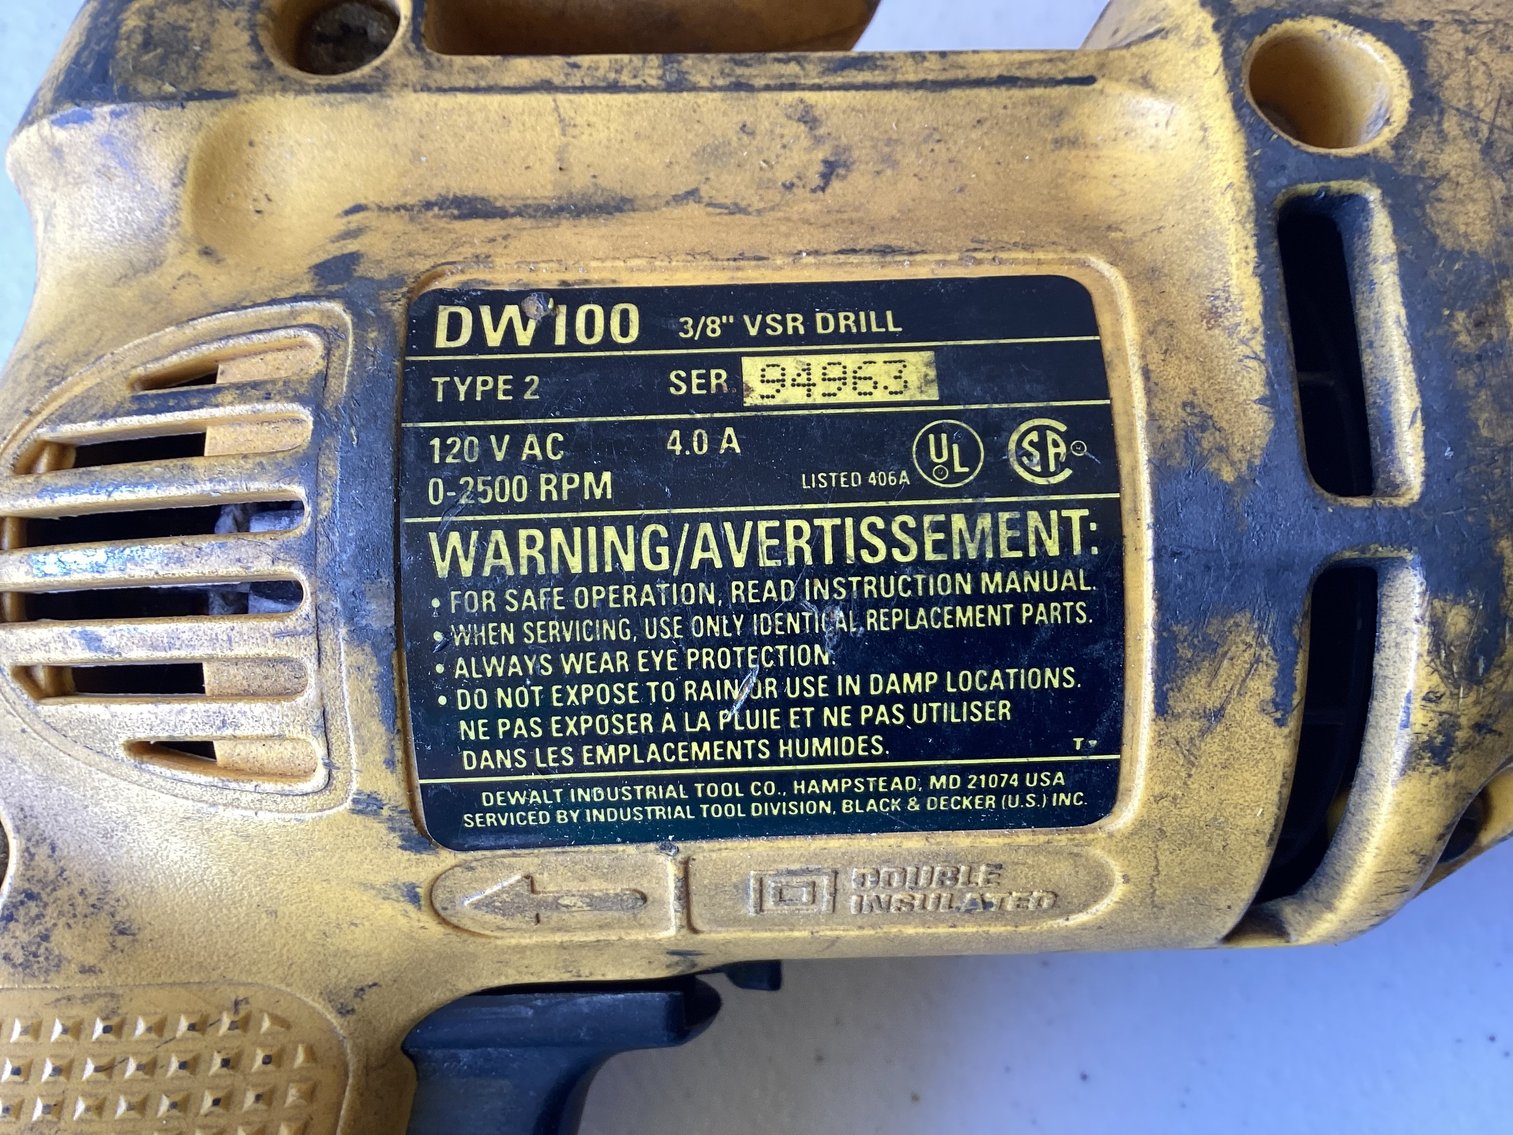 DW100 3/8" VSR DRILL
TYPE 2 SER. 94963
120 V AC 4.0 A
0-2500 RPM LISTED 406A UL SA
WARNING/AVERTISSEMENT:
• FOR SAFE OPERATION, READ INSTRUCTION MANUAL.
• WHEN SERVICING, USE ONLY IDENTICAL REPLACEMENT PARTS.
• ALWAYS WEAR EYE PROTECTION.
• DO NOT EXPOSE TO RAIN OR USE IN DAMP LOCATIONS.
NE PAS EXPOSER À LA PLUIE ET NE PAS UTILISER
DANS LES EMPLACEMENTS HUMIDES.
DEWALT INDUSTRIAL TOOL CO., HAMPSTEAD, MD 21074 USA
SERVICED BY INDUSTRIAL TOOL DIVISION, BLACK & DECKER (U.S.) INC.
DOUBLE
INSULATED